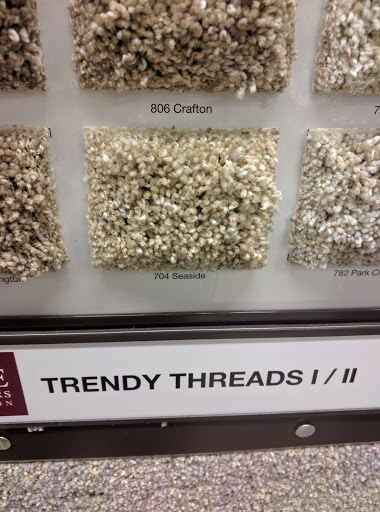 806 Crafton
704 Seaside
782 Park
TRENDY THREADS I / II